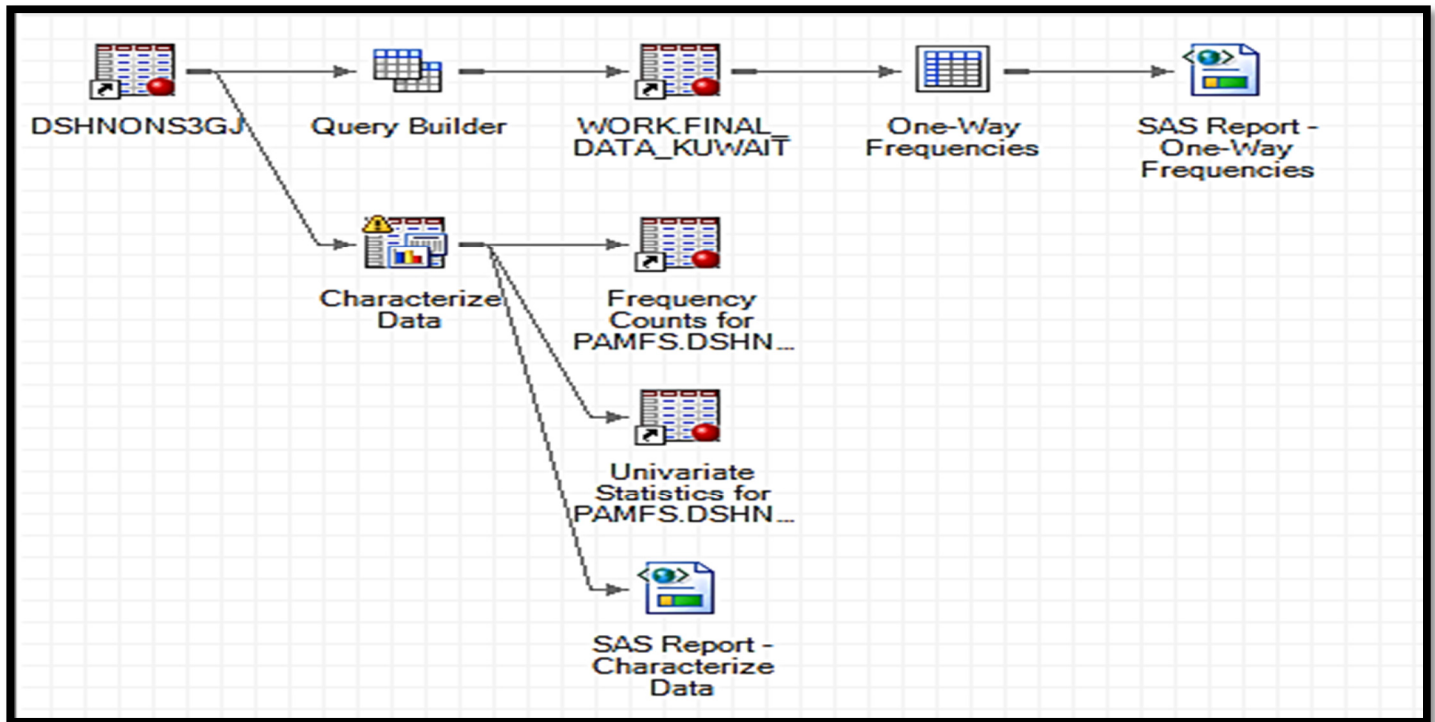 DSHNONS3GJ
Query Builder
WORK.FINAL_
DATA_KUWAIT
One-Way
Frequencies
SAS Report -
One-Way
Frequencies
Characterize
Data
Frequency
Counts for
PAMFS.DSHN...
Univariate
Statistics for
PAMFS.DSHN...
SAS Report -
Characterize
Data